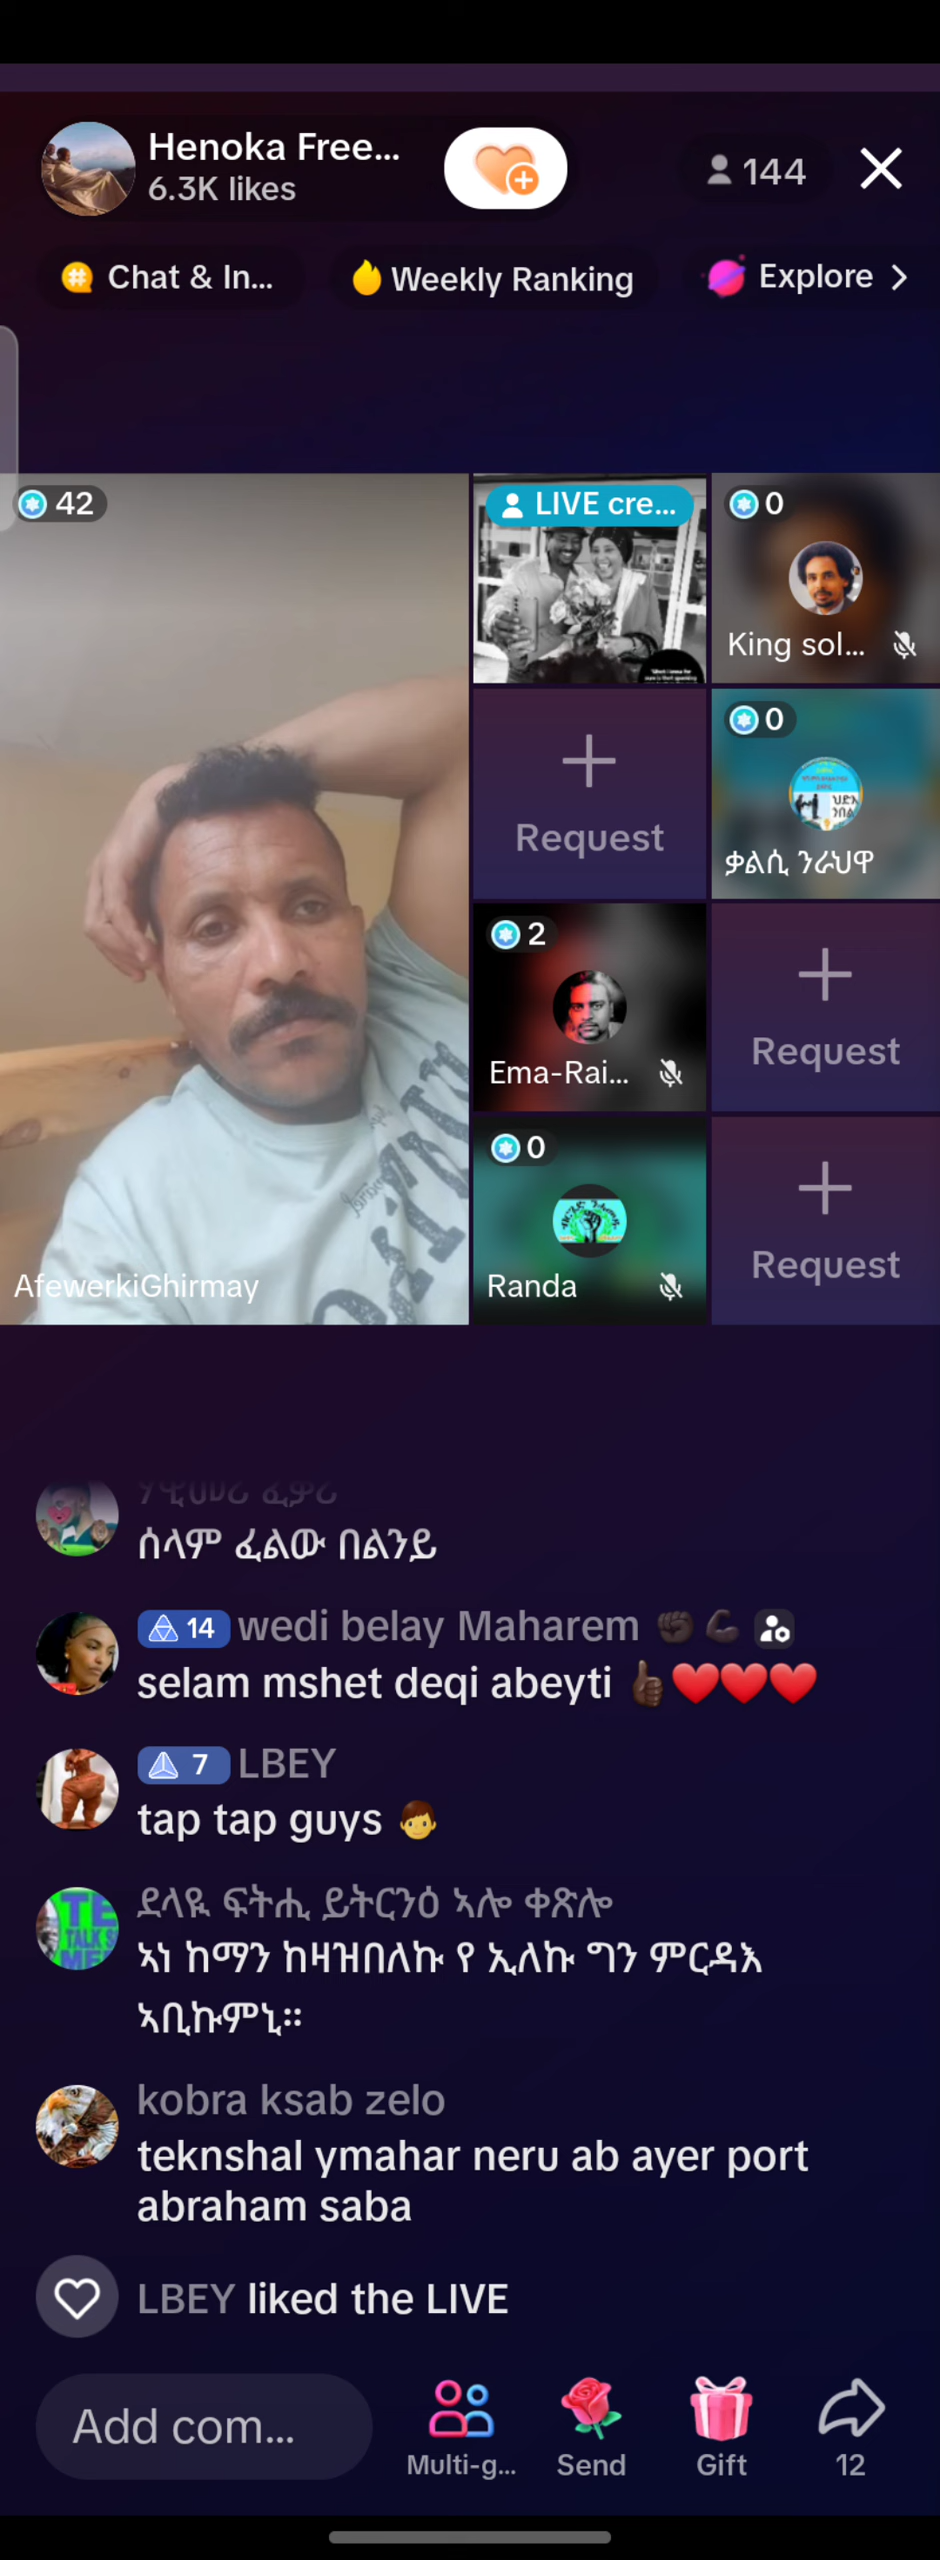 Henoka Free...
6.3K likes
144
Chat & In...
Weekly Ranking
Explore
42
LIVE cre...
0
King sol...
Request
0
ቃልሲ ንራህዋ
2
Ema-Rai...
Request
0
Randa
Request
AfewerkiGhirmay
ሰላም ፈልው በልንይ
14 wedi belay Maharem ✊🏿 💪🏿
selam mshet deqi abeyti 👍🏿❤️❤️❤️
7 LBEY
tap tap guys 👦
ደላዪ ፍትሒ ይትርንዕ ኣሎ ቀጽሎ
ኣነ ከማን ከዛዝበለኩ የ ኢለኩ ግን ምርዳእ
ኣቢኩምኒ።
kobra ksab zelo
teknshal ymahar neru ab ayer port
abraham saba
LBEY liked the LIVE
Add com...
Multi-g...
Send
Gift
12